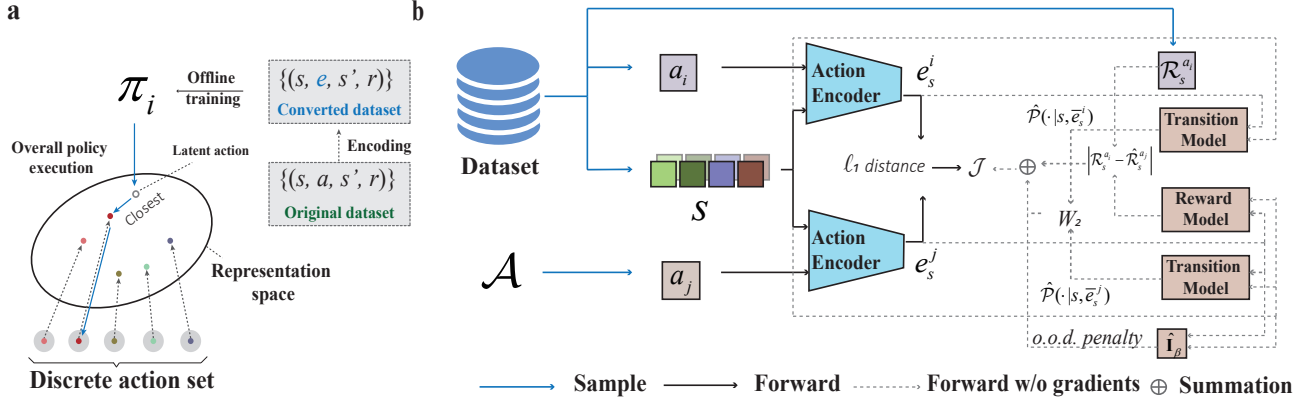 a
π_i
Offline
training
{(s, e, s’, r)}
Converted dataset
Encoding
{(s, a, s’, r)}
Original dataset
Overall policy
execution
Latent action
Closest
Representation
space
Discrete action set
b
Dataset
𝒜
a_i
s
a_j
Action
Encoder
e_s^i
ℓ₁ distance
𝒥
Action
Encoder
e_s^j
ℛ_s^{a_i}
𝒫̂(·|s, e̅_s^i)
Transition
Model
|ℛ_s^{a_i} − ℛ̂_s^{a_j}|
⊕
Reward
Model
W₂
Transition
Model
𝒫̂(·|s, e̅_s^j)
o.o.d. penalty
Î_β
Sample
Forward
Forward w/o gradients
⊕ Summation